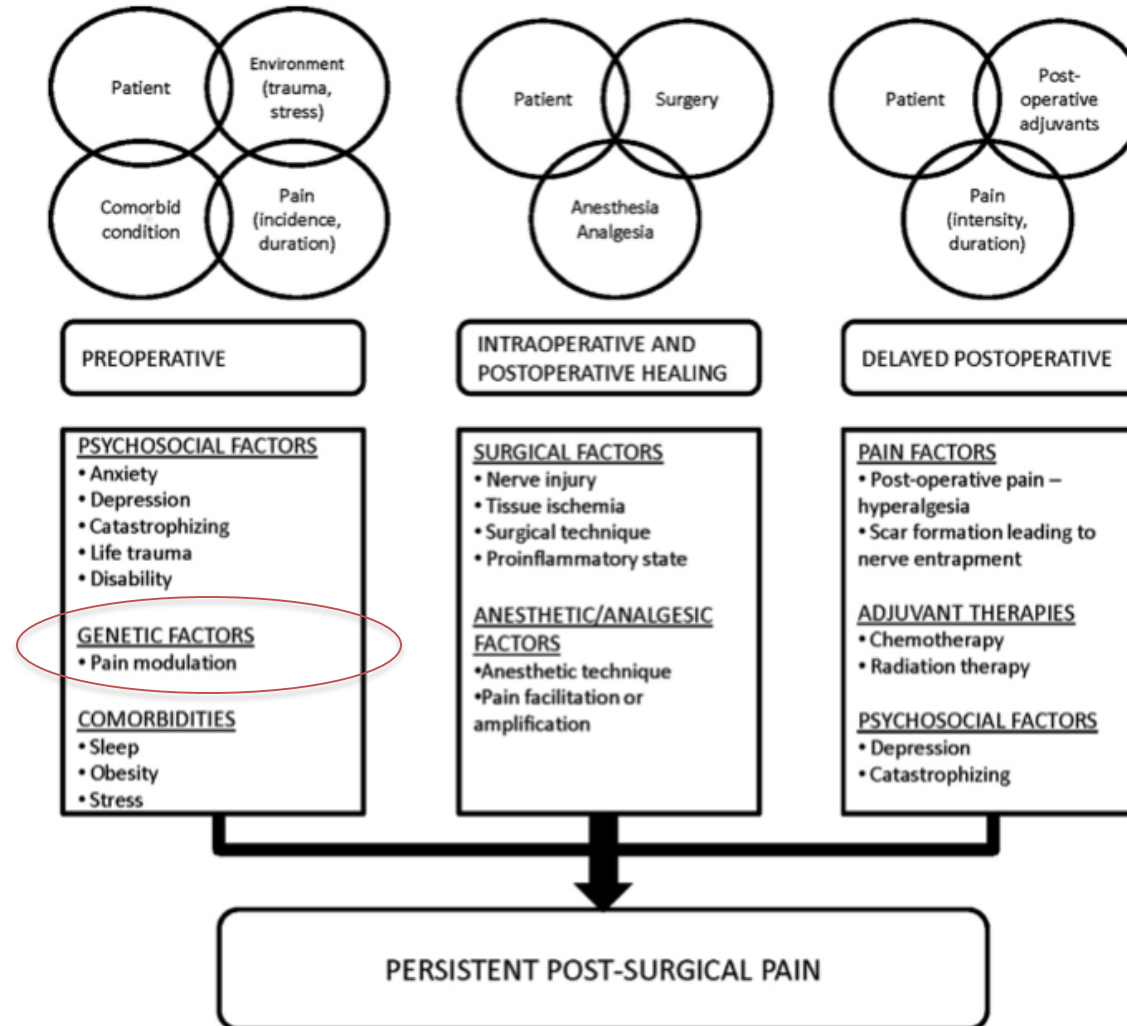 Patient
Environment
(trauma,
stress)
Comorbid
condition
Pain
(incidence,
duration)
Patient
Surgery
Anesthesia
Analgesia
Patient
Post-
operative
adjuvants
Pain
(intensity,
duration)
PREOPERATIVE
INTRAOPERATIVE AND
POSTOPERATIVE HEALING
DELAYED POSTOPERATIVE
PSYCHOSOCIAL FACTORS
• Anxiety
• Depression
• Catastrophizing
• Life trauma
• Disability
GENETIC FACTORS
• Pain modulation
COMORBIDITIES
• Sleep
• Obesity
• Stress
SURGICAL FACTORS
• Nerve injury
• Tissue ischemia
• Surgical technique
• Proinflammatory state
ANESTHETIC/ANALGESIC
FACTORS
•Anesthetic technique
•Pain facilitation or
amplification
PAIN FACTORS
• Post-operative pain –
hyperalgesia
• Scar formation leading to
nerve entrapment
ADJUVANT THERAPIES
• Chemotherapy
• Radiation therapy
PSYCHOSOCIAL FACTORS
• Depression
• Catastrophizing
PERSISTENT POST-SURGICAL PAIN